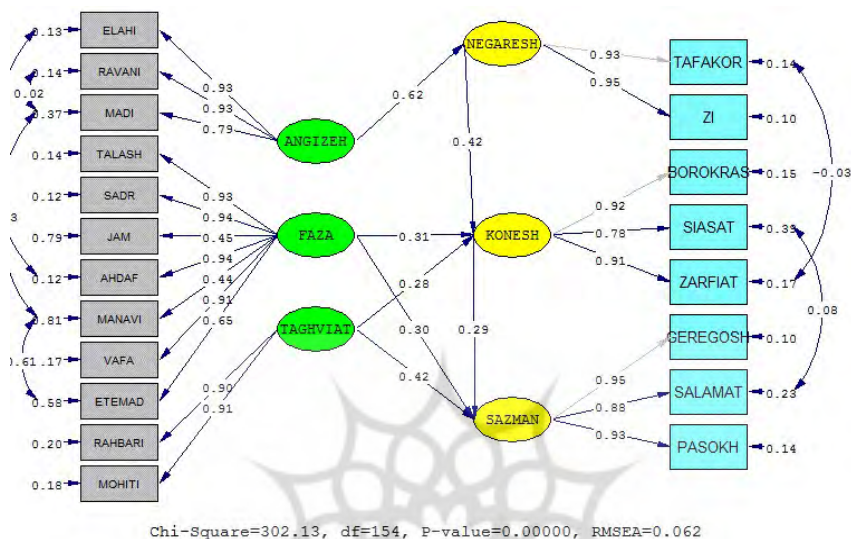 0.13 ELAHI
0.14 RAVANI
0.02
0.37 MADI
0.14 TALASH
0.12 SADR
0.79 JAM
3
0.12 AHDAF
0.81 MANAVI
0.61.17 VAFA
0.58 ETEMAD
0.20 RAHBARI
0.18 MOHITI
0.93
0.93
0.79
0.93
0.94
0.45
0.94
0.44
0.91
0.65
0.90
0.91
ANGIZEH
FAZA
TAGHVIAT
0.62
0.42
0.31
0.28
0.30
0.29
0.42
NEGARESH
KONESH
SAZMAN
0.93
0.95
0.92
0.78
0.91
0.95
0.88
0.93
TAFAKOR 0.14
ZI 0.10
BOROKRAS 0.15
-0.03
SIASAT 0.39
ZARFIAT 0.17
0.08
GEREGOSH 0.10
SALAMAT 0.23
PASOKH 0.14
Chi-Square=302.13, df=154, P-value=0.00000, RMSEA=0.062